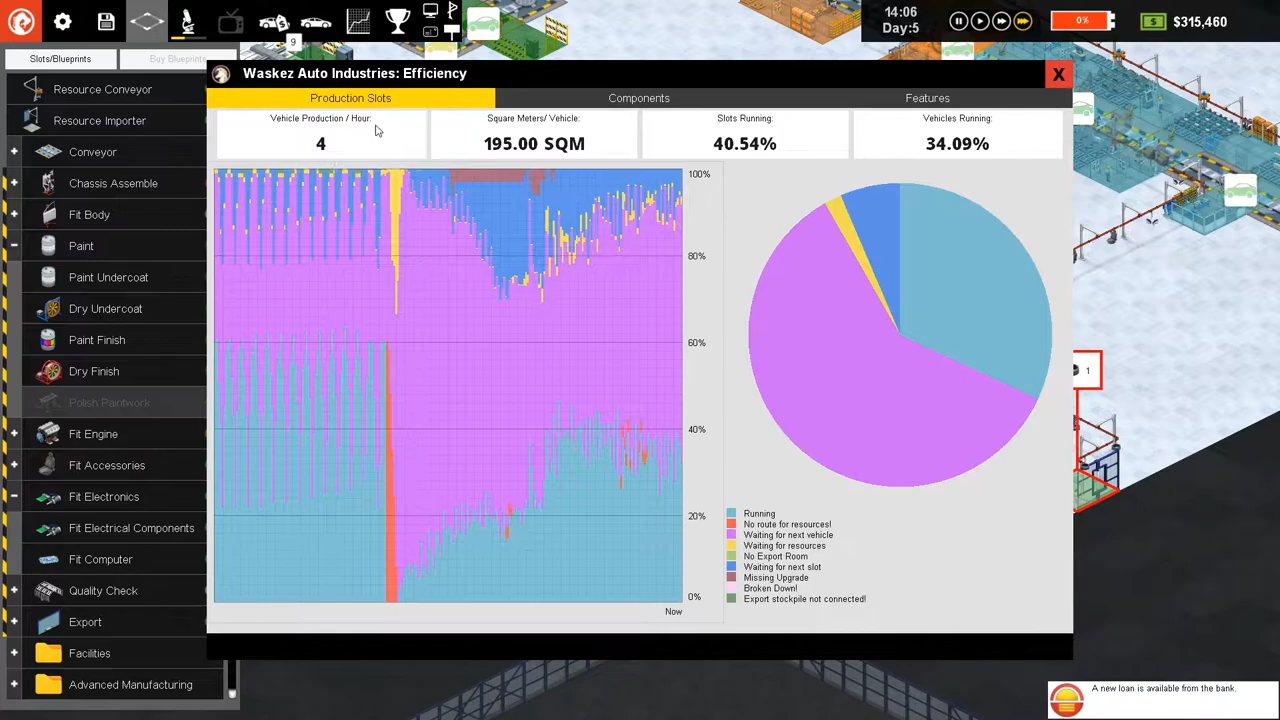 9
14:06
Day:5
0%
$315,460
Slots/Blueprints
Buy Blueprints
Waskez Auto Industries: Efficiency
X
Production Slots
Components
Features
Vehicle Production / Hour:
4
Square Meters/ Vehicle:
195.00 SQM
Slots Running:
40.54%
Vehicles Running:
34.09%
Resource Conveyor
Resource Importer
Conveyor
Chassis Assemble
Fit Body
Paint
Paint Undercoat
Dry Undercoat
Paint Finish
Dry Finish
Polish Paintwork
Fit Engine
Fit Accessories
Fit Electronics
Fit Electrical Components
Fit Computer
Body Check
Export
Facilities
Advanced Manufacturing
100%
80%
60%
40%
20%
0%
Now
Running
No route for resources!
Waiting for next vehicle
Waiting for resources
No Export Room
Waiting for next slot
Missing Upgrade
Broken Down!
Export stockpile not connected!
1
A new loan is available from the bank.